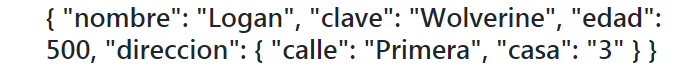 { "nombre": "Logan", "clave": "Wolverine", "edad":
500, "direccion": { "calle": "Primera", "casa": "3" } }